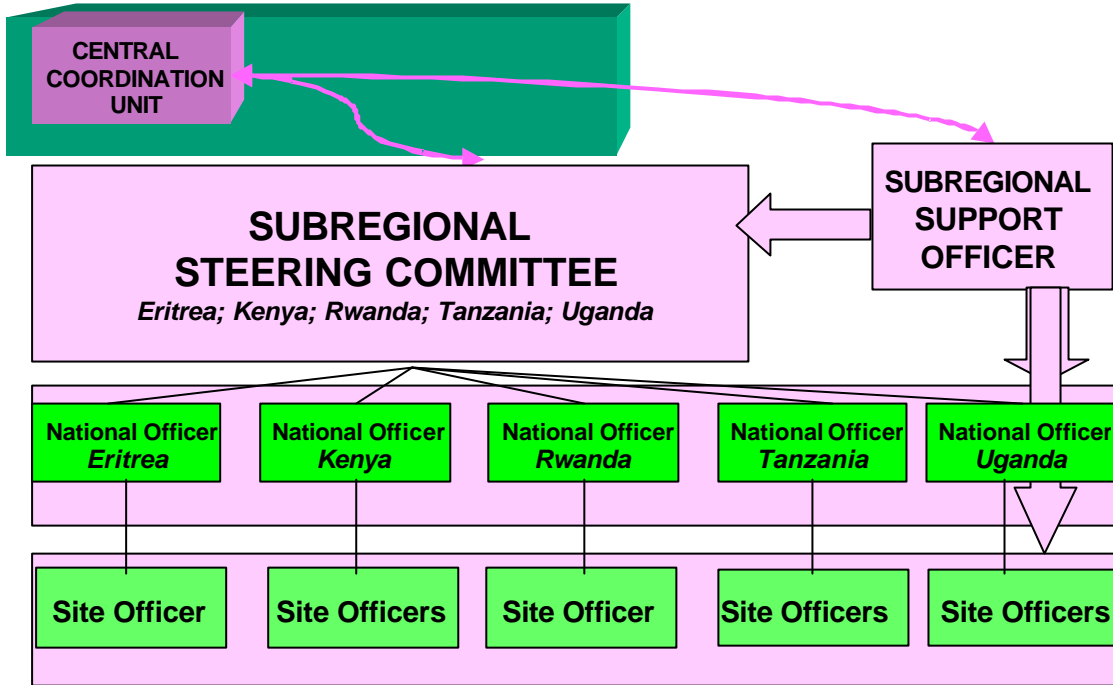 CENTRAL
COORDINATION
UNIT
SUBREGIONAL
SUPPORT
OFFICER
SUBREGIONAL
STEERING COMMITTEE
Eritrea; Kenya; Rwanda; Tanzania; Uganda
National Officer
Eritrea
National Officer
Kenya
National Officer
Rwanda
National Officer
Tanzania
National Officer
Uganda
Site Officer
Site Officers
Site Officer
Site Officers
Site Officers